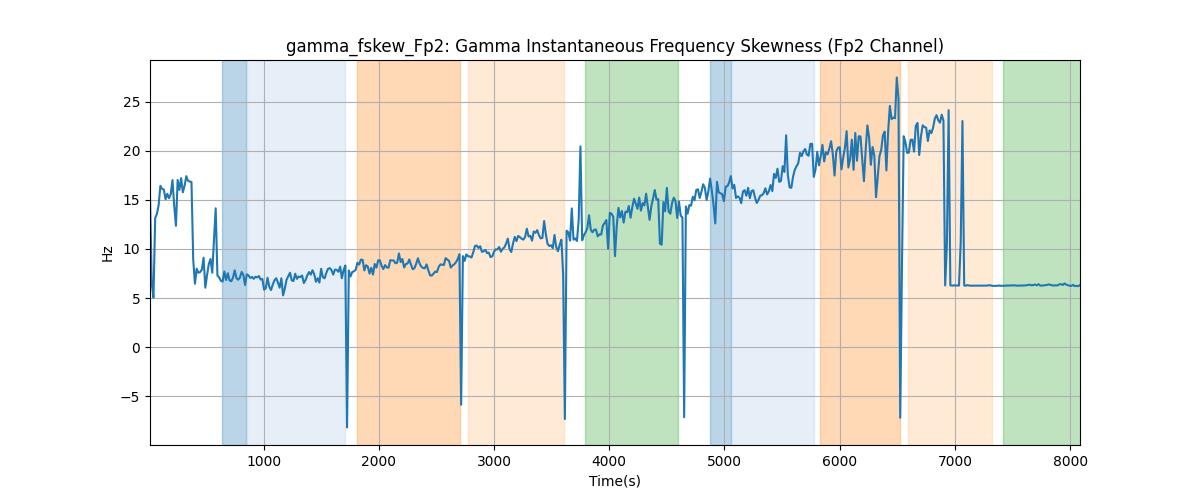 gamma_fskew_Fp2: Gamma Instantaneous Frequency Skewness (Fp2 Channel)
25
20
15
10
5
0
−5
Hz
1000 2000 3000 4000 5000 6000 7000 8000
Time(s)